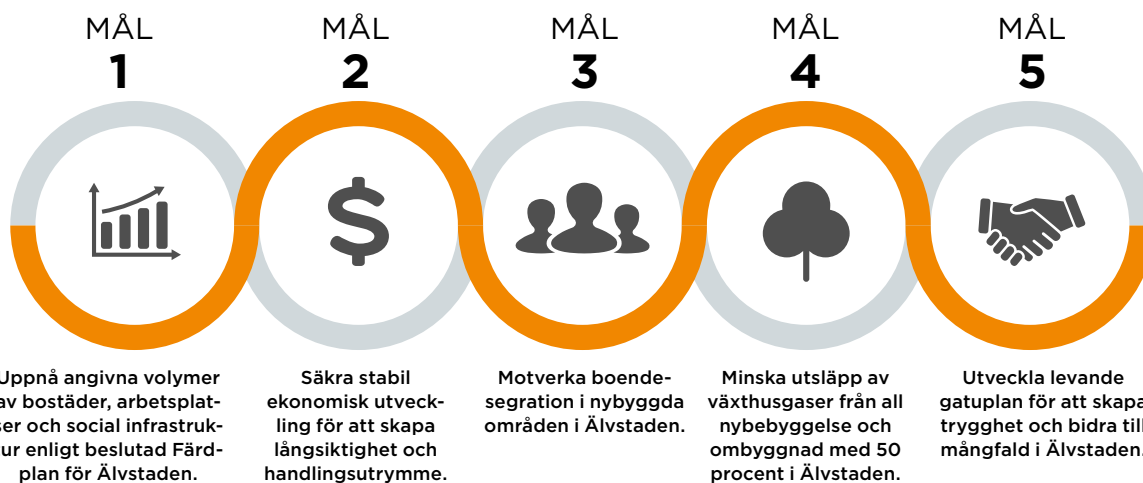 MÅL
1
Uppnå angivna volymer
av bostäder, arbetsplat-
ser och social infrastruk-
tur enligt beslutad Färd-
plan för Älvstaden.
MÅL
2
Säkra stabil
ekonomisk utveck-
ling för att skapa
långsiktighet och
handlingsutrymme.
MÅL
3
Motverka boende-
segration i nybyggda
områden i Älvstaden.
MÅL
4
Minska utsläpp av
växthusgaser från all
nybebyggelse och
ombyggnad med 50
procent i Älvstaden.
MÅL
5
Utveckla levande
gatuplan för att skapa
trygghet och bidra till
mångfald i Älvstaden.